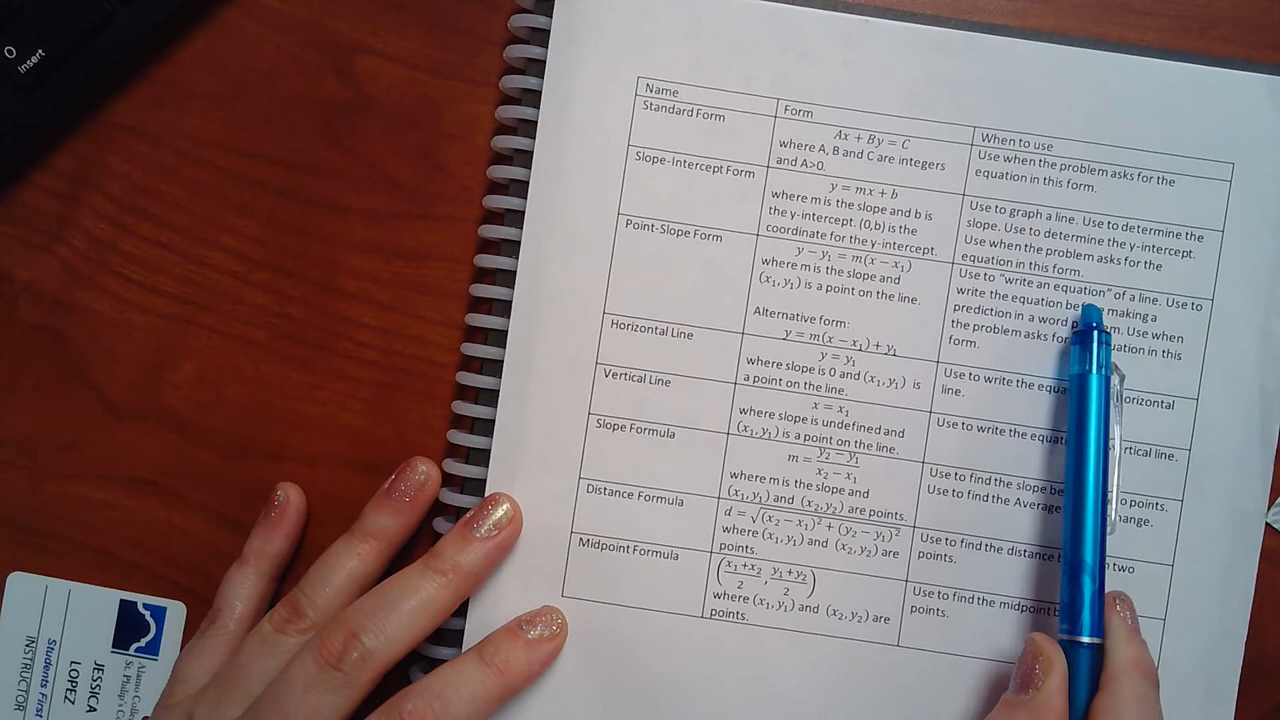 0
Insert
Name
Form
When to use
Standard Form
Ax + By = C
where A, B and C are integers
and A>0.
Use when the problem asks for the
equation in this form.
Slope-Intercept Form
y = mx + b
where m is the slope and b is
the y-intercept. (0,b) is the
coordinate for the y-intercept.
Use to graph a line. Use to determine the
slope. Use to determine the y-intercept.
Use when the problem asks for the
equation in this form.
Point-Slope Form
y − y₁ = m(x − x₁)
where m is the slope and
(x₁, y₁) is a point on the line.
Alternative form:
y = m(x − x₁) + y₁
Use to "write an equation" of a line. Use to
write the equation making a
prediction in a word Use when
the problem asks for in this
form.
Horizontal Line
y = y₁
where slope is 0 and (x₁, y₁) is
a point on the line.
Use to write the
line.
Vertical Line
x = x₁
where slope is undefined and
(x₁, y₁) is a point on the line.
Use to write the line.
Slope Formula
m = (y₂ − y₁)/(x₂ − x₁)
where m is the slope and
(x₁, y₁) and (x₂, y₂) are points.
Use to find the slope points.
Use to find the Average
Distance Formula
d = √((x₂ − x₁)² + (y₂ − y₁)²)
where (x₁, y₁) and (x₂, y₂) are
points.
Use to find the distance two
points.
Midpoint Formula
((x₁+x₂)/2, (y₁+y₂)/2)
where (x₁, y₁) and (x₂, y₂) are
points.
Use to find the midpoint
points.
Alamo
St. Philip's
Students First
JESSICA
LOPEZ
INSTRUCTOR